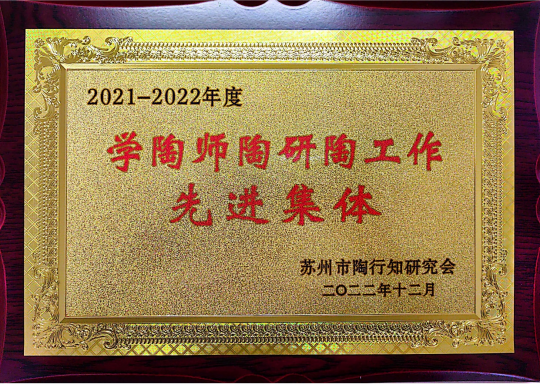 2021–2022年度
学陶师陶研陶工作
先进集体
苏州市陶行知研究会
二〇二二年十二月